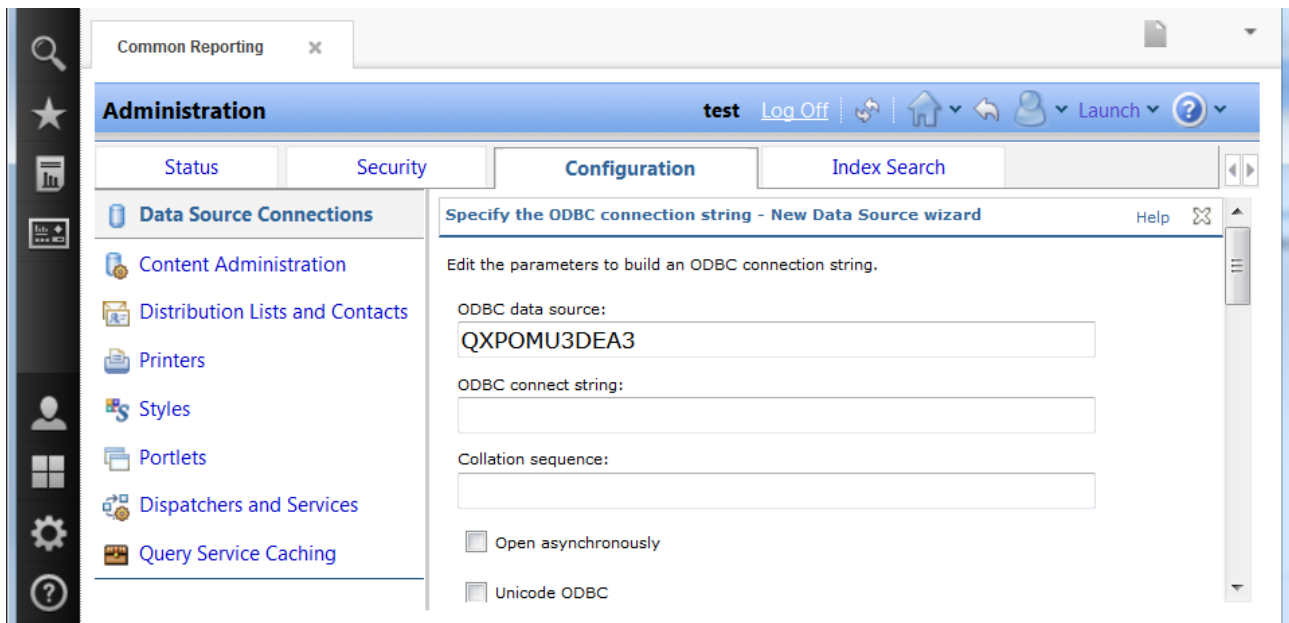 Common Reporting
Administration
test Log Off Launch
Status Security Configuration Index Search
Data Source Connections
Content Administration
Distribution Lists and Contacts
Printers
Styles
Portlets
Dispatchers and Services
Query Service Caching
Specify the ODBC connection string - New Data Source wizard Help
Edit the parameters to build an ODBC connection string.
ODBC data source:
QXPOMU3DEA3
ODBC connect string:
Collation sequence:
Open asynchronously
Unicode ODBC